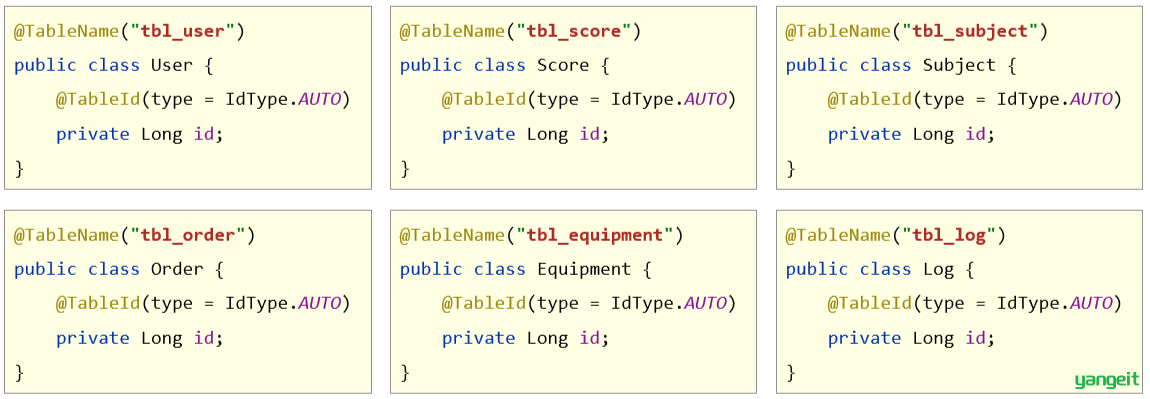 @TableName("tbl_user")
public class User {
    @TableId(type = IdType.AUTO)
    private Long id;
}
@TableName("tbl_score")
public class Score {
    @TableId(type = IdType.AUTO)
    private Long id;
}
@TableName("tbl_subject")
public class Subject {
    @TableId(type = IdType.AUTO)
    private Long id;
}
@TableName("tbl_order")
public class Order {
    @TableId(type = IdType.AUTO)
    private Long id;
}
@TableName("tbl_equipment")
public class Equipment {
    @TableId(type = IdType.AUTO)
    private Long id;
}
@TableName("tbl_log")
public class Log {
    @TableId(type = IdType.AUTO)
    private Long id;
}
yangeit